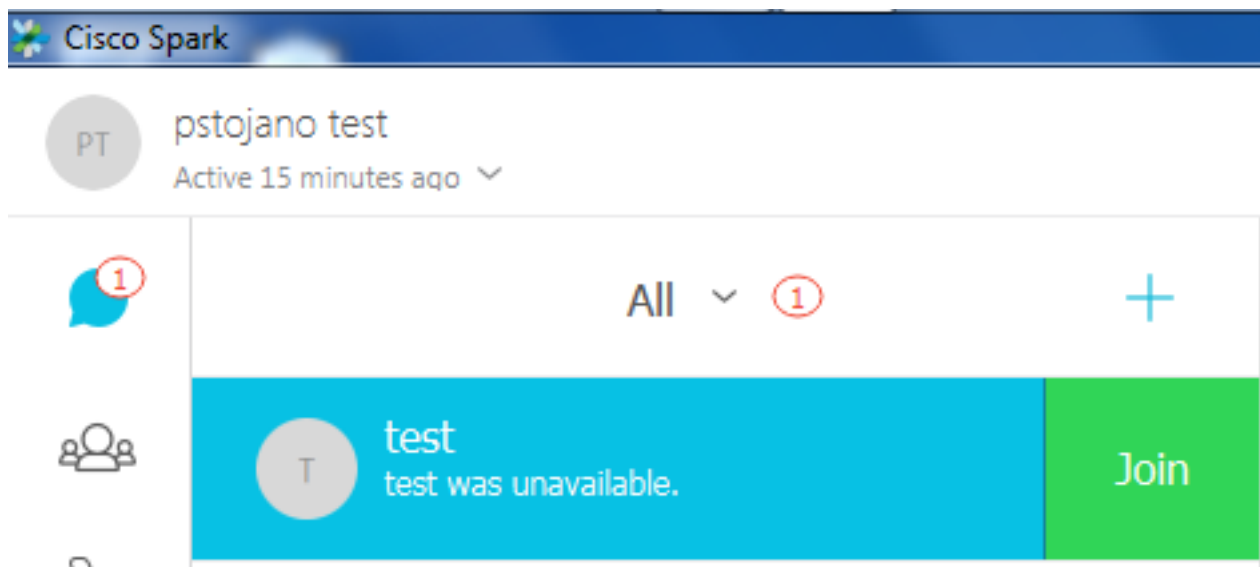 Cisco Spark
PT
pstojano test
Active 15 minutes ago
1
All
1
T
test
test was unavailable.
Join